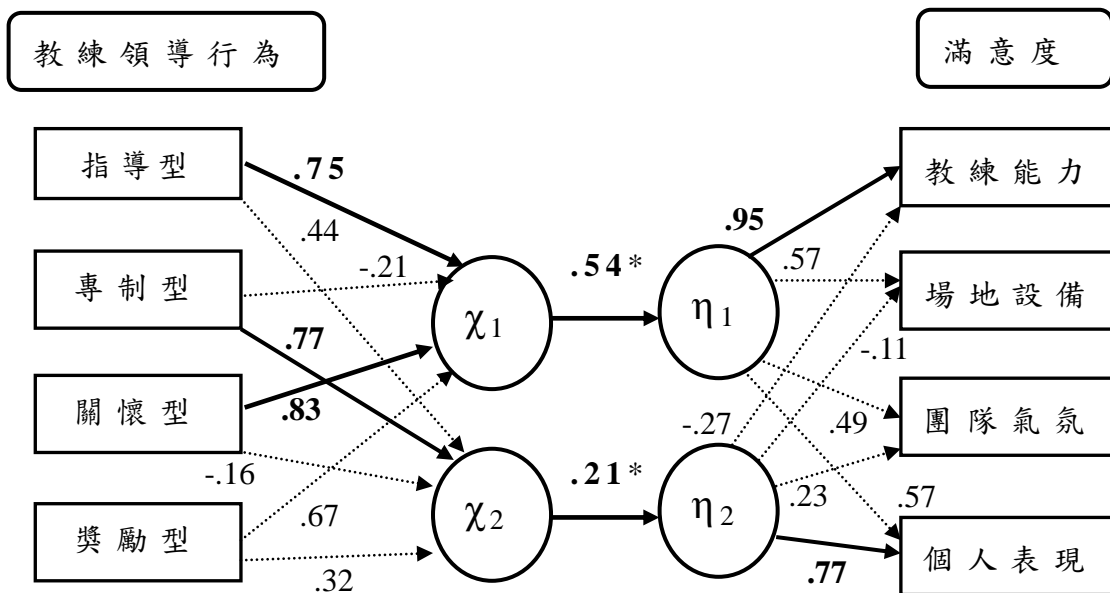 教練領導行為
滿意度
指導型
專制型
關懷型
獎勵型
.75
.44
-.21
.77
.83
-.16
.67
.32
χ1
χ2
.54*
.21*
η1
η2
.95
.57
-.11
-.27
.49
.23
.57
.77
教練能力
場地設備
團隊氣氛
個人表現